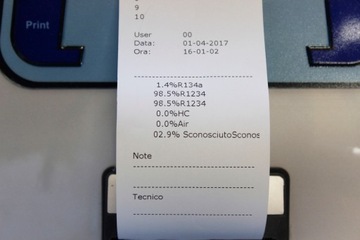 Print
9
10
User 00
Data: 01-04-2017
Ora: 16-01-02
1.4%R134a
98.5%R1234
98.5%R1234
0.0%HC
0.0%Air
02.9% SconosciutoSconos
Note
Tecnico